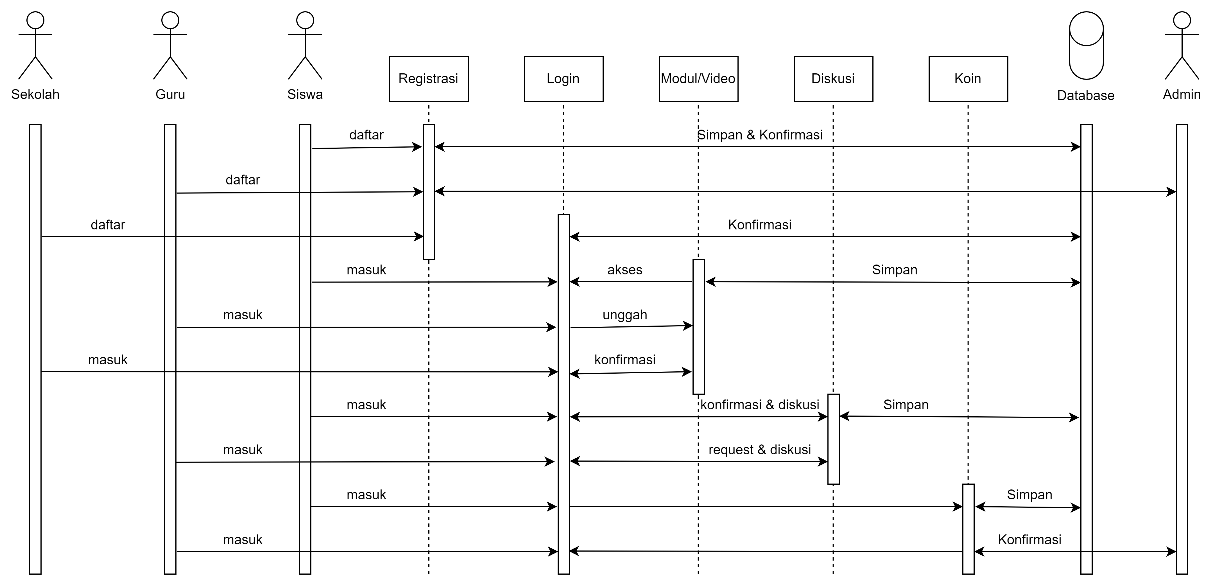 Sekolah
Guru
Siswa
Registrasi
Login
Modul/Video
Diskusi
Koin
Database
Admin
daftar
Simpan & Konfirmasi
daftar
daftar
Konfirmasi
masuk
akses
Simpan
masuk
unggah
masuk
konfirmasi
masuk
konfirmasi & diskusi
Simpan
masuk
request & diskusi
masuk
Simpan
masuk
Konfirmasi